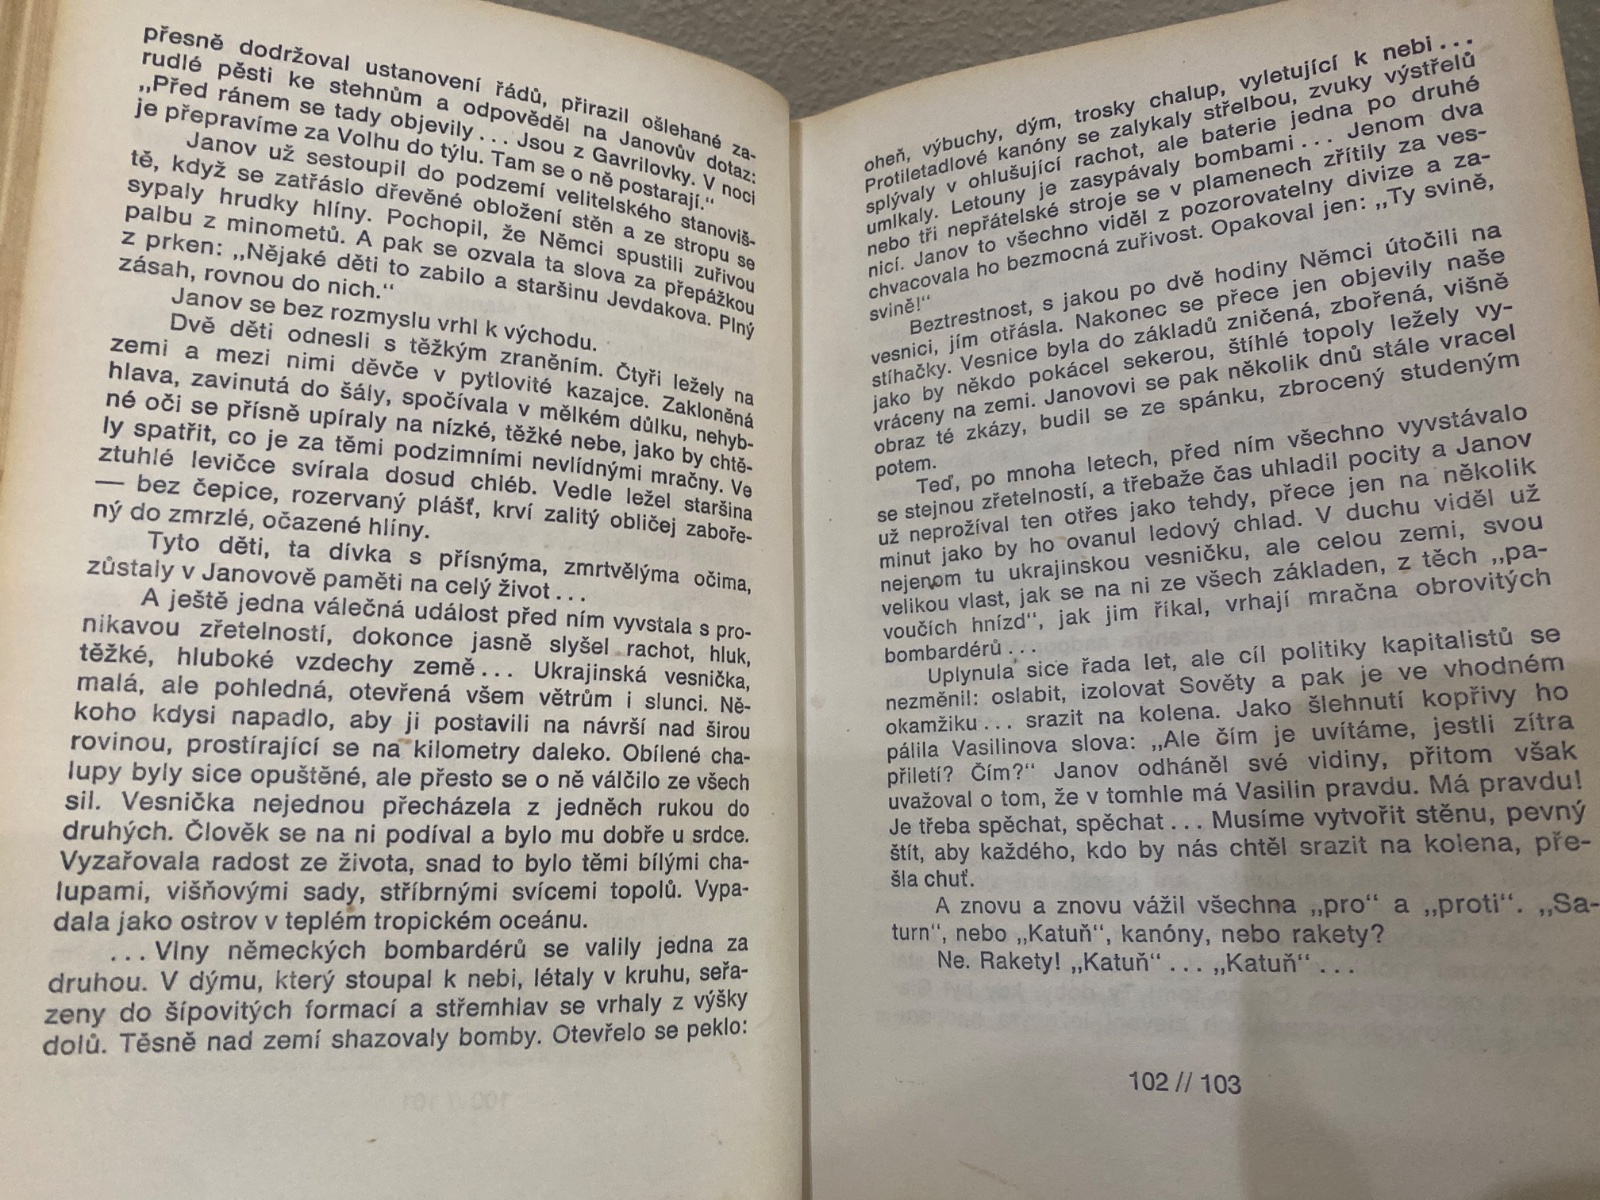 přesně dodržoval ustanovení řádů, přirazil ošlehané za-
rudlé pěsti ke stehnům a odpověděl na Janovův dotaz:
„Před ránem se tady objevily... Jsou z Gavrilovky. V noci
je přepravíme za Volhu do týlu. Tam se o ně postarají.“
Janov už sestoupil do podzemí velitelského stanoviš-
tě, když se zatřáslo dřevěné obložení stěn a ze stropu se
sypaly hrudky hlíny. Pochopil, že Němci spustili zuřivou
palbu z minometů. A pak se ozvala ta slova za přepážkou
z prken: „Nějaké děti to zabilo a staršinu Jevdakova. Plný
zásah, rovnou do nich.“
Janov se bez rozmyslu vrhl k východu.
Dvě děti odnesli s těžkým zraněním. Čtyři ležely na
zemi a mezi nimi děvče v pytlovité kazajce. Zakloněná
hlava, zavinutá do šály, spočívala v mělkém důlku, nehyb-
né oči se přísně upíraly na nízké, těžké nebe, jako by chtě-
ly spatřit, co je za těmi podzimními nevlídnými mračny. Ve
ztuhlé levičce svírala dosud chléb. Vedle ležel staršina
— bez čepice, rozervaný plášť, krví zalitý obličej zaboře-
ný do zmrzlé, očazené hlíny.
Tyto děti, ta dívka s přísnýma, zmrtvělýma očima,
zůstaly v Janovově paměti na celý život...
A ještě jedna válečná událost před ním vyvstala s pro-
nikavou zřetelností, dokonce jasně slyšel rachot, hluk,
těžké, hluboké vzdechy země... Ukrajinská vesnička,
malá, ale pohledná, otevřená všem větrům i slunci. Ně-
koho kdysi napadlo, aby ji postavili na návrší nad širou
rovinou, prostírající se na kilometry daleko. Obílené cha-
lupy byly sice opuštěné, ale přesto se o ně válčilo ze všech
sil. Vesnička nejednou přecházela z jedněch rukou do
druhých. Člověk se na ni podíval a bylo mu dobře u srdce.
Vyzařovala radost ze života, snad to bylo těmi bílými cha-
lupami, višňovými sady, stříbrnými svícemi topolů. Vypa-
dala jako ostrov v teplém tropickém oceánu.
...Vlny německých bombardérů se valily jedna za
druhou. V dýmu, který stoupal k nebi, létaly v kruhu, seřa-
zeny do šípovitých formací a střemhlav se vrhaly z výšky
dolů. Těsně nad zemí shazovaly bomby. Otevřelo se peklo:
oheň, výbuchy, dým, trosky chalup, vyletující k nebi...
Protiletadlové kanóny se zalykaly střelbou, zvuky výstřelů
splývaly v ohlušující rachot, ale baterie jedna po druhé
umlkaly. Letouny je zasypávaly bombami... Jenom dva
nebo tři nepřátelské stroje se v plamenech zřítily za ves-
nicí. Janov to všechno viděl z pozorovatelny divize a za-
chvacovala ho bezmocná zuřivost. Opakoval jen: „Ty svině,
svině!“
Beztrestnost, s jakou po dvě hodiny Němci útočili na
vesnici, jím otřásla. Nakonec se přece jen objevily naše
stíhačky. Vesnice byla do základů zničená, zbořená, višně
jako by někdo pokácel sekerou, štíhlé topoly ležely vy-
vráceny na zemi. Janovovi se pak několik dnů stále vracel
obraz té zkázy, budil se ze spánku, zbrocený studeným
potem.
Teď, po mnoha letech, před ním všechno vyvstávalo
se stejnou zřetelností, a třebaže čas uhladil pocity a Janov
už neprožíval ten otřes jako tehdy, přece jen na několik
minut jako by ho ovanul ledový chlad. V duchu viděl už
nejenom tu ukrajinskou vesničku, ale celou zemi, svou
velikou vlast, jak se na ni ze všech základen, z těch „pa-
voučích hnízd“, jak jim říkal, vrhají mračna obrovitých
bombardérů...
Uplynula sice řada let, ale cíl politiky kapitalistů se
nezměnil: oslabit, izolovat Sověty a pak je ve vhodném
okamžiku... srazit na kolena. Jako šlehnutí kopřivy ho
pálila Vasilinova slova: „Ale čím je uvítáme, jestli zítra
přiletí? Čím?“ Janov odháněl své vidiny, přitom však
uvažoval o tom, že v tomhle má Vasilin pravdu. Má pravdu!
Je třeba spěchat, spěchat... Musíme vytvořit stěnu, pevný
štít, aby každého, kdo by nás chtěl srazit na kolena, pře-
šla chuť.
A znovu a znovu vážil všechna „pro“ a „proti“. „Sa-
turn“, nebo „Katuň“, kanóny, nebo rakety?
Ne. Rakety! „Katuň“... „Katuň“...
102 // 103